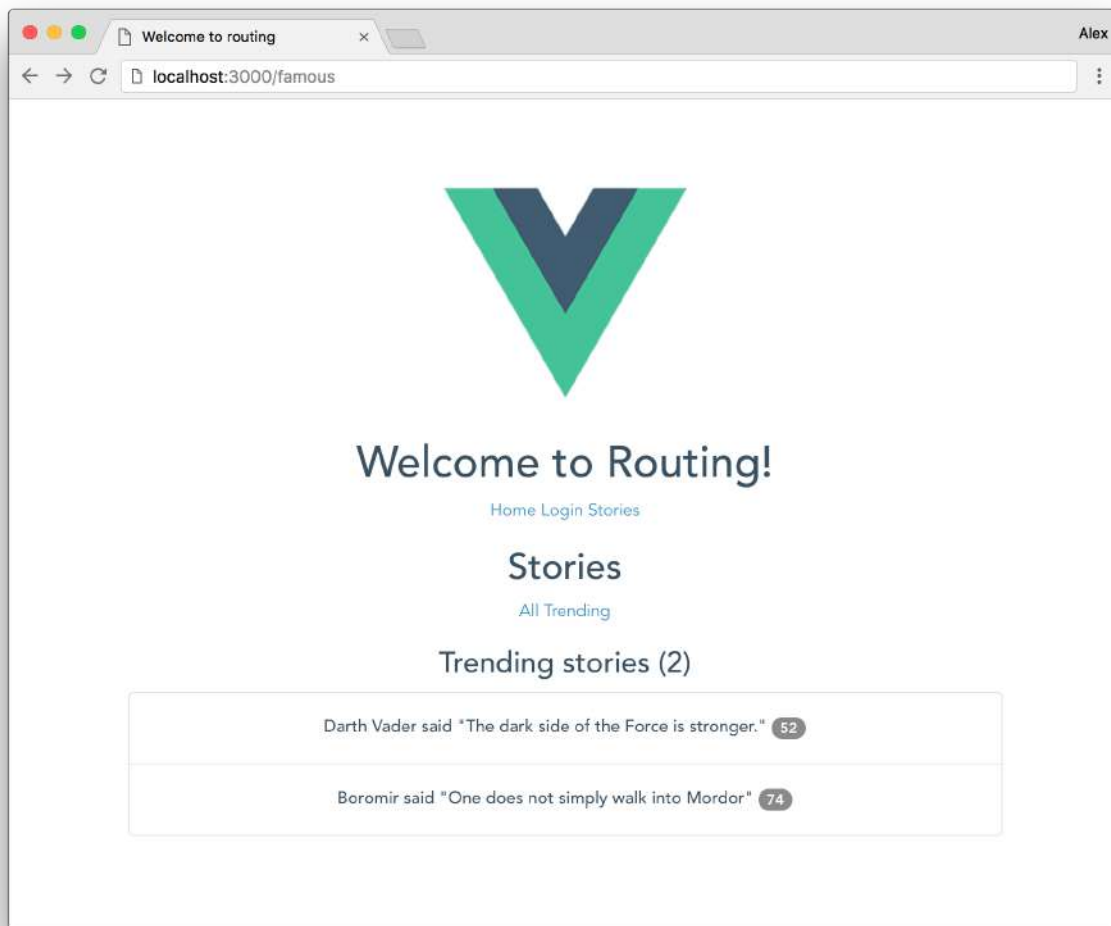 Welcome to routing
Alex
localhost:3000/famous
Welcome to Routing!
Home Login Stories
Stories
All Trending
Trending stories (2)
Darth Vader said "The dark side of the Force is stronger." 52
Boromir said "One does not simply walk into Mordor" 74